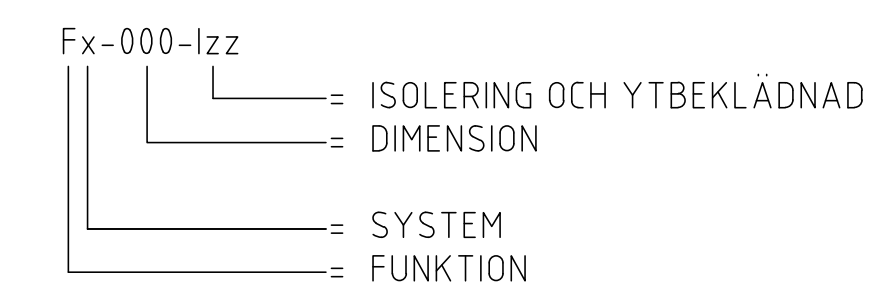 Fx-000-Izz
= ISOLERING OCH YTBEKLÄDNAD
= DIMENSION
= SYSTEM
= FUNKTION